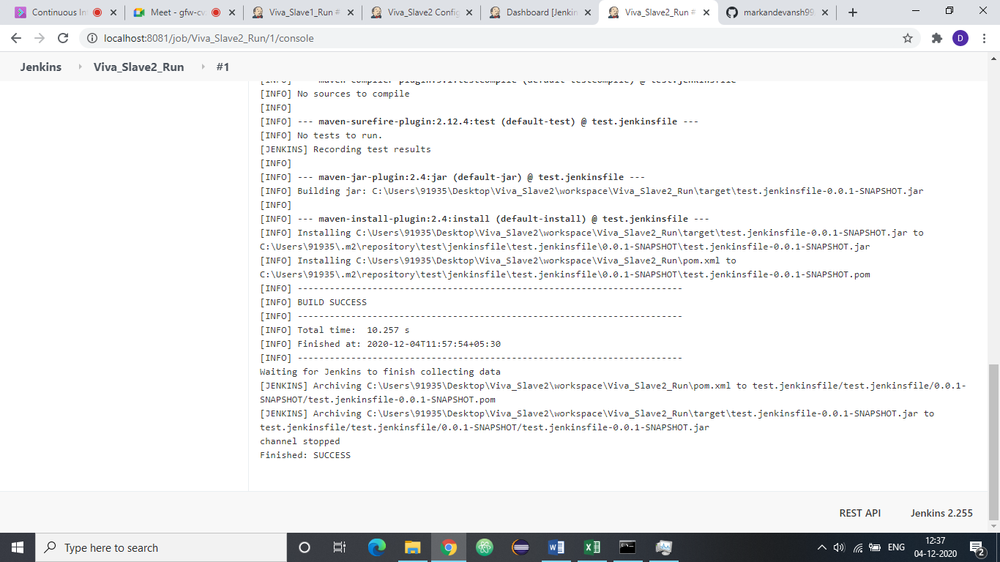 Continuous In
Meet - gfw-cv
Viva_Slave1_Run #
Viva_Slave2 Config
Dashboard [Jenkin
Viva_Slave2_Run #
markandevansh99
localhost:8081/job/Viva_Slave2_Run/1/console
D
Jenkins
Viva_Slave2_Run
#1
[INFO] --- maven-compiler-plugin:3.1:testCompile (default-testCompile) @ test.jenkinsfile ---
[INFO] No sources to compile
[INFO]
[INFO] --- maven-surefire-plugin:2.12.4:test (default-test) @ test.jenkinsfile ---
[INFO] No tests to run.
[JENKINS] Recording test results
[INFO]
[INFO] --- maven-jar-plugin:2.4:jar (default-jar) @ test.jenkinsfile ---
[INFO] Building jar: C:\Users\91935\Desktop\Viva_Slave2\workspace\Viva_Slave2_Run\target\test.jenkinsfile-0.0.1-SNAPSHOT.jar
[INFO]
[INFO] --- maven-install-plugin:2.4:install (default-install) @ test.jenkinsfile ---
[INFO] Installing C:\Users\91935\Desktop\Viva_Slave2\workspace\Viva_Slave2_Run\target\test.jenkinsfile-0.0.1-SNAPSHOT.jar to
C:\Users\91935\.m2\repository\test\jenkinsfile\test.jenkinsfile\0.0.1-SNAPSHOT\test.jenkinsfile-0.0.1-SNAPSHOT.jar
[INFO] Installing C:\Users\91935\Desktop\Viva_Slave2\workspace\Viva_Slave2_Run\pom.xml to
C:\Users\91935\.m2\repository\test\jenkinsfile\test.jenkinsfile\0.0.1-SNAPSHOT\test.jenkinsfile-0.0.1-SNAPSHOT.pom
[INFO] ------------------------------------------------------------------------
[INFO] BUILD SUCCESS
[INFO] ------------------------------------------------------------------------
[INFO] Total time:  10.257 s
[INFO] Finished at: 2020-12-04T11:57:54+05:30
[INFO] ------------------------------------------------------------------------
Waiting for Jenkins to finish collecting data
[JENKINS] Archiving C:\Users\91935\Desktop\Viva_Slave2\workspace\Viva_Slave2_Run\pom.xml to test.jenkinsfile/test.jenkinsfile/0.0.1-
SNAPSHOT/test.jenkinsfile-0.0.1-SNAPSHOT.pom
[JENKINS] Archiving C:\Users\91935\Desktop\Viva_Slave2\workspace\Viva_Slave2_Run\target\test.jenkinsfile-0.0.1-SNAPSHOT.jar to
test.jenkinsfile/test.jenkinsfile/0.0.1-SNAPSHOT/test.jenkinsfile-0.0.1-SNAPSHOT.jar
channel stopped
Finished: SUCCESS
REST API
Jenkins 2.255
Type here to search
ENG
12:37
04-12-2020
2